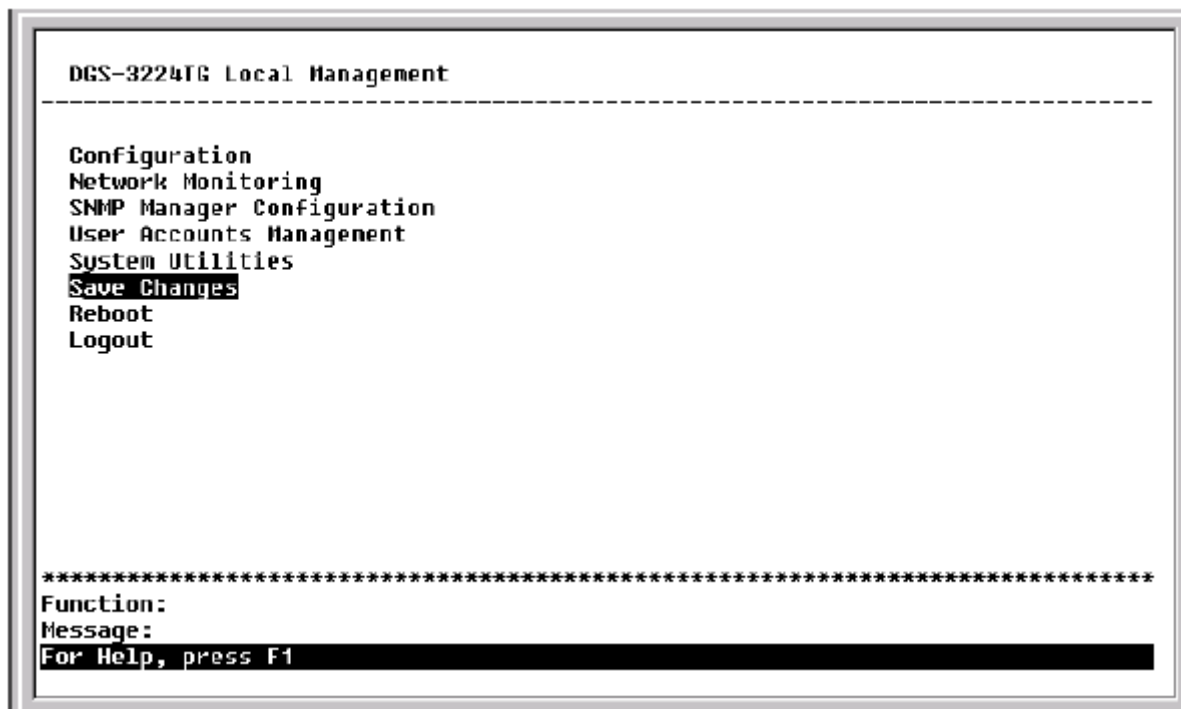 DGS-3224TG Local Management
--------------------------------------------------------------------------------
Configuration
Network Monitoring
SNMP Manager Configuration
User Accounts Management
System Utilities
Save Changes
Reboot
Logout
*******************************************************************************
Function:
Message:
For Help, press F1